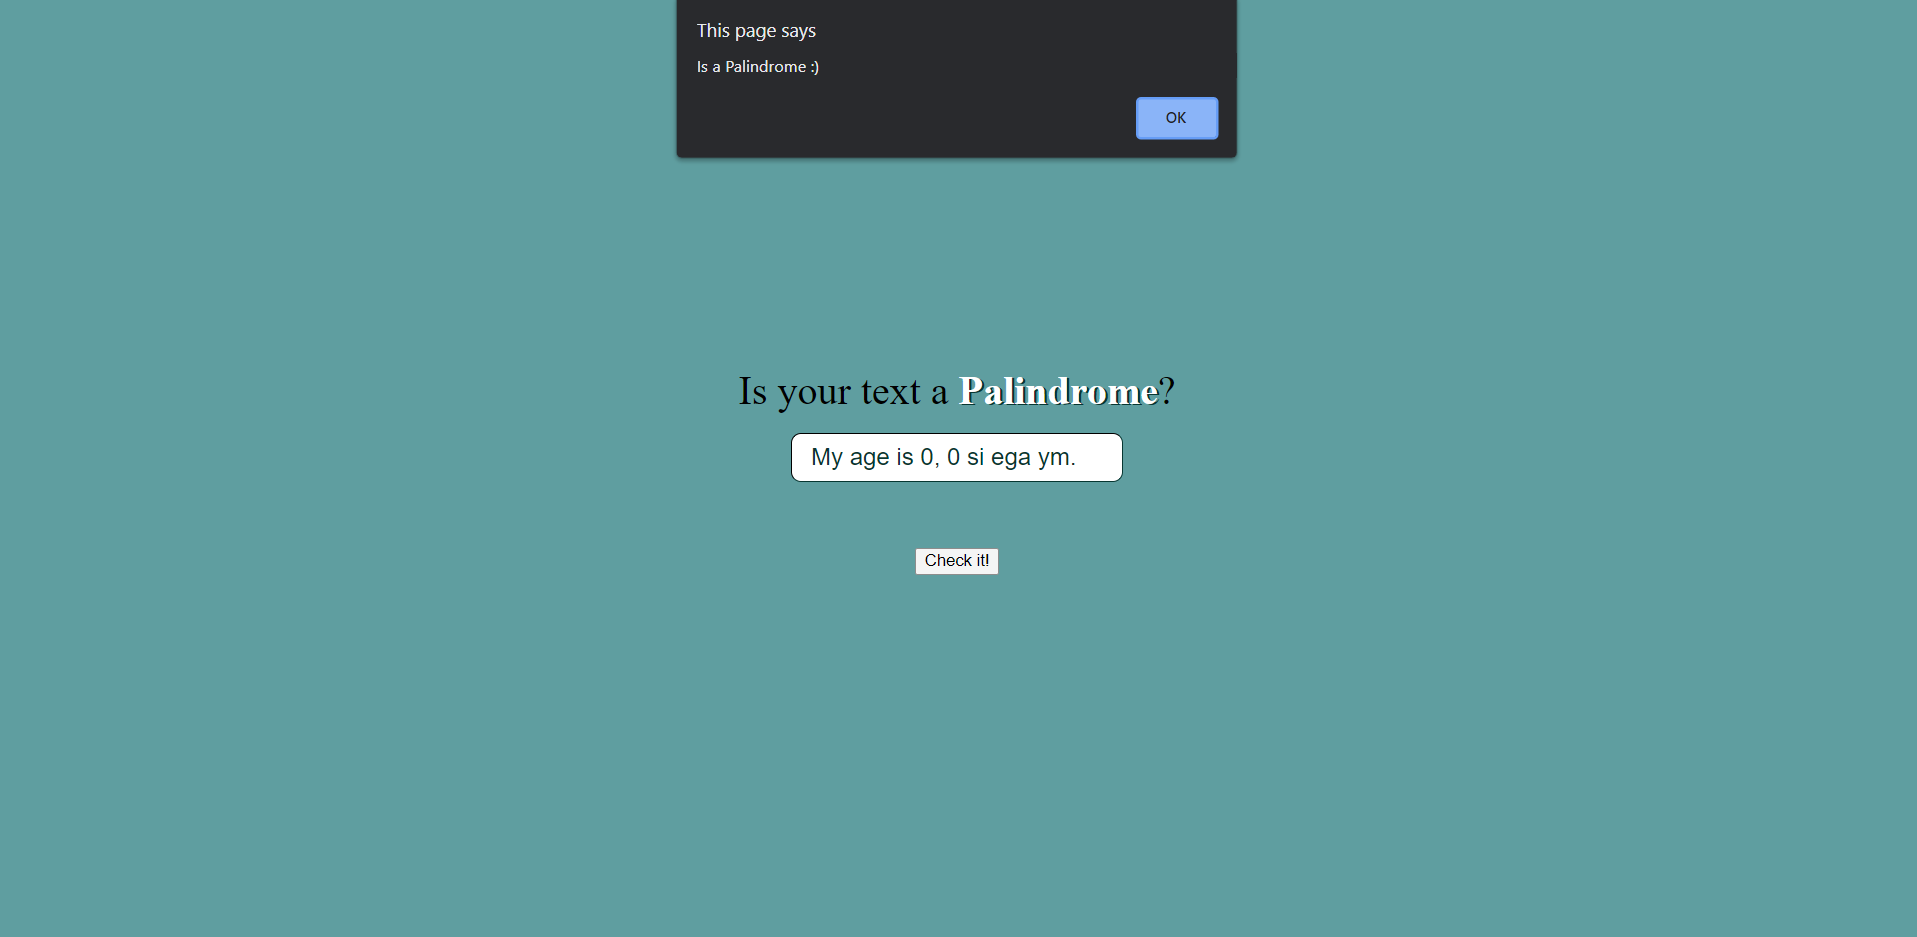 This page says
Is a Palindrome :)
OK
Is your text a Palindrome?
My age is 0, 0 si ega ym.
Check it!